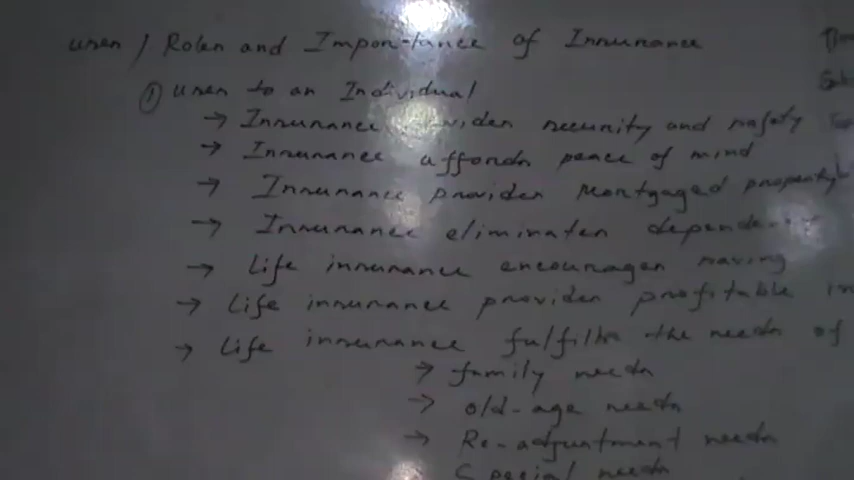 Uses / Roles and Importance of Insurance
① Uses to an Individual
→ Insurance provides security and safety
→ Insurance affords peace of mind
→ Insurance provides mortgaged property
→ Insurance eliminates
→ Life insurance encourages saving
→ Life insurance provides profitable
→ Life insurance fulfills the needs of
→ family needs
→ old-age needs
→ Re-adjustment needs
Special needs